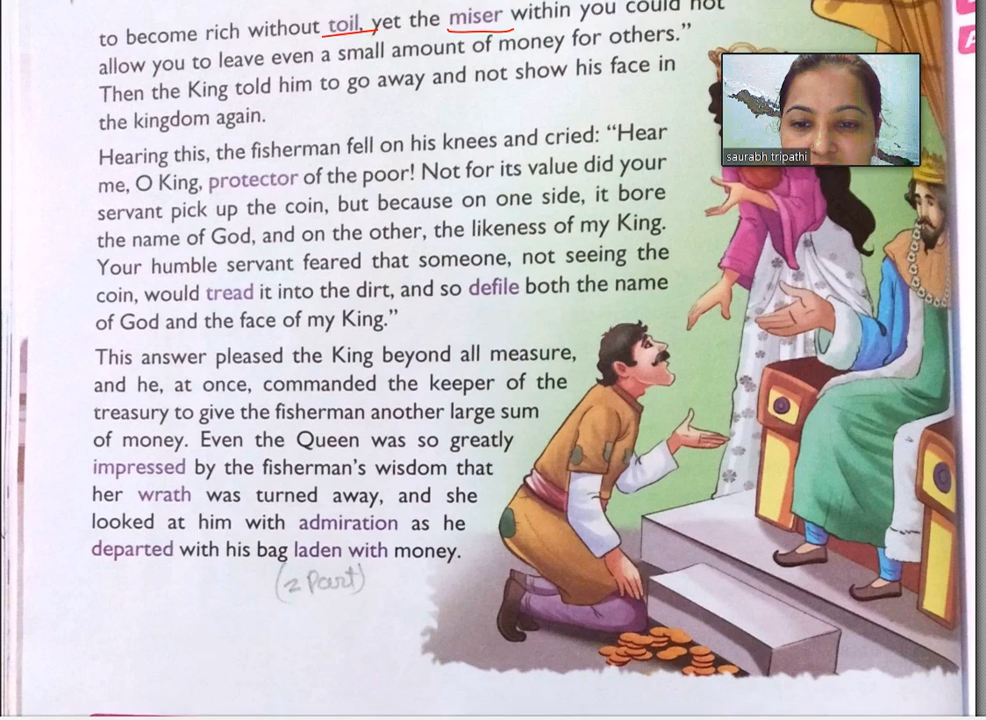 to become rich without toil, yet the miser within you could not
allow you to leave even a small amount of money for others.”
Then the King told him to go away and not show his face in
the kingdom again.
Hearing this, the fisherman fell on his knees and cried: “Hear
me, O King, protector of the poor! Not for its value did your
servant pick up the coin, but because on one side, it bore
the name of God, and on the other, the likeness of my King.
Your humble servant feared that someone, not seeing the
coin, would tread it into the dirt, and so defile both the name
of God and the face of my King.”
This answer pleased the King beyond all measure,
and he, at once, commanded the keeper of the
treasury to give the fisherman another large sum
of money. Even the Queen was so greatly
impressed by the fisherman’s wisdom that
her wrath was turned away, and she
looked at him with admiration as he
departed with his bag laden with money.
(2 Part)
saurabh tripathi